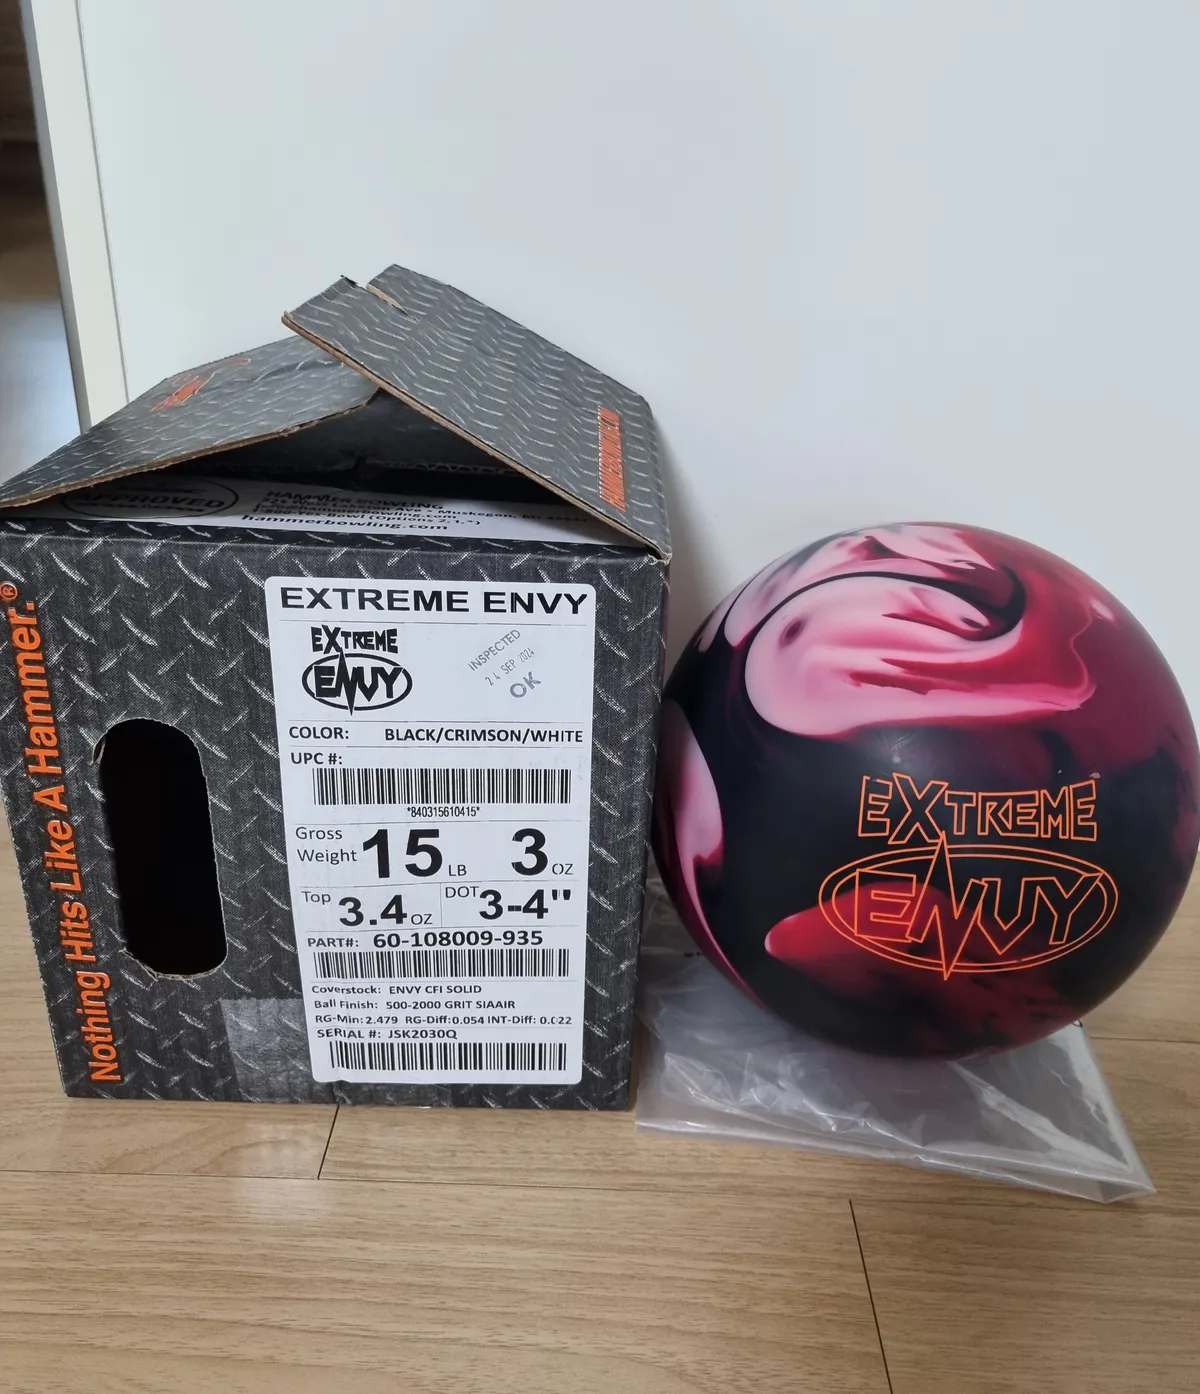 APPROVED
HAMMER BOWLING
hammerbowling.com
Nothing Hits Like A Hammer.®
EXTREME ENVY
EXTREME
ENVY
INSPECTED
24 SEP 2024
OK
COLOR: BLACK/CRIMSON/WHITE
UPC #:
*840315610415*
Gross Weight 15 LB 3 OZ
Top 3.4 OZ DOT 3-4"
PART#: 60-108009-935
Coverstock: ENVY CFI SOLID
Ball Finish: 500-2000 GRIT SIAAIR
RG-Min: 2.479 RG-Diff: 0.054 INT-Diff: 0.022
SERIAL #: JSK2030Q
EXTREME
ENVY